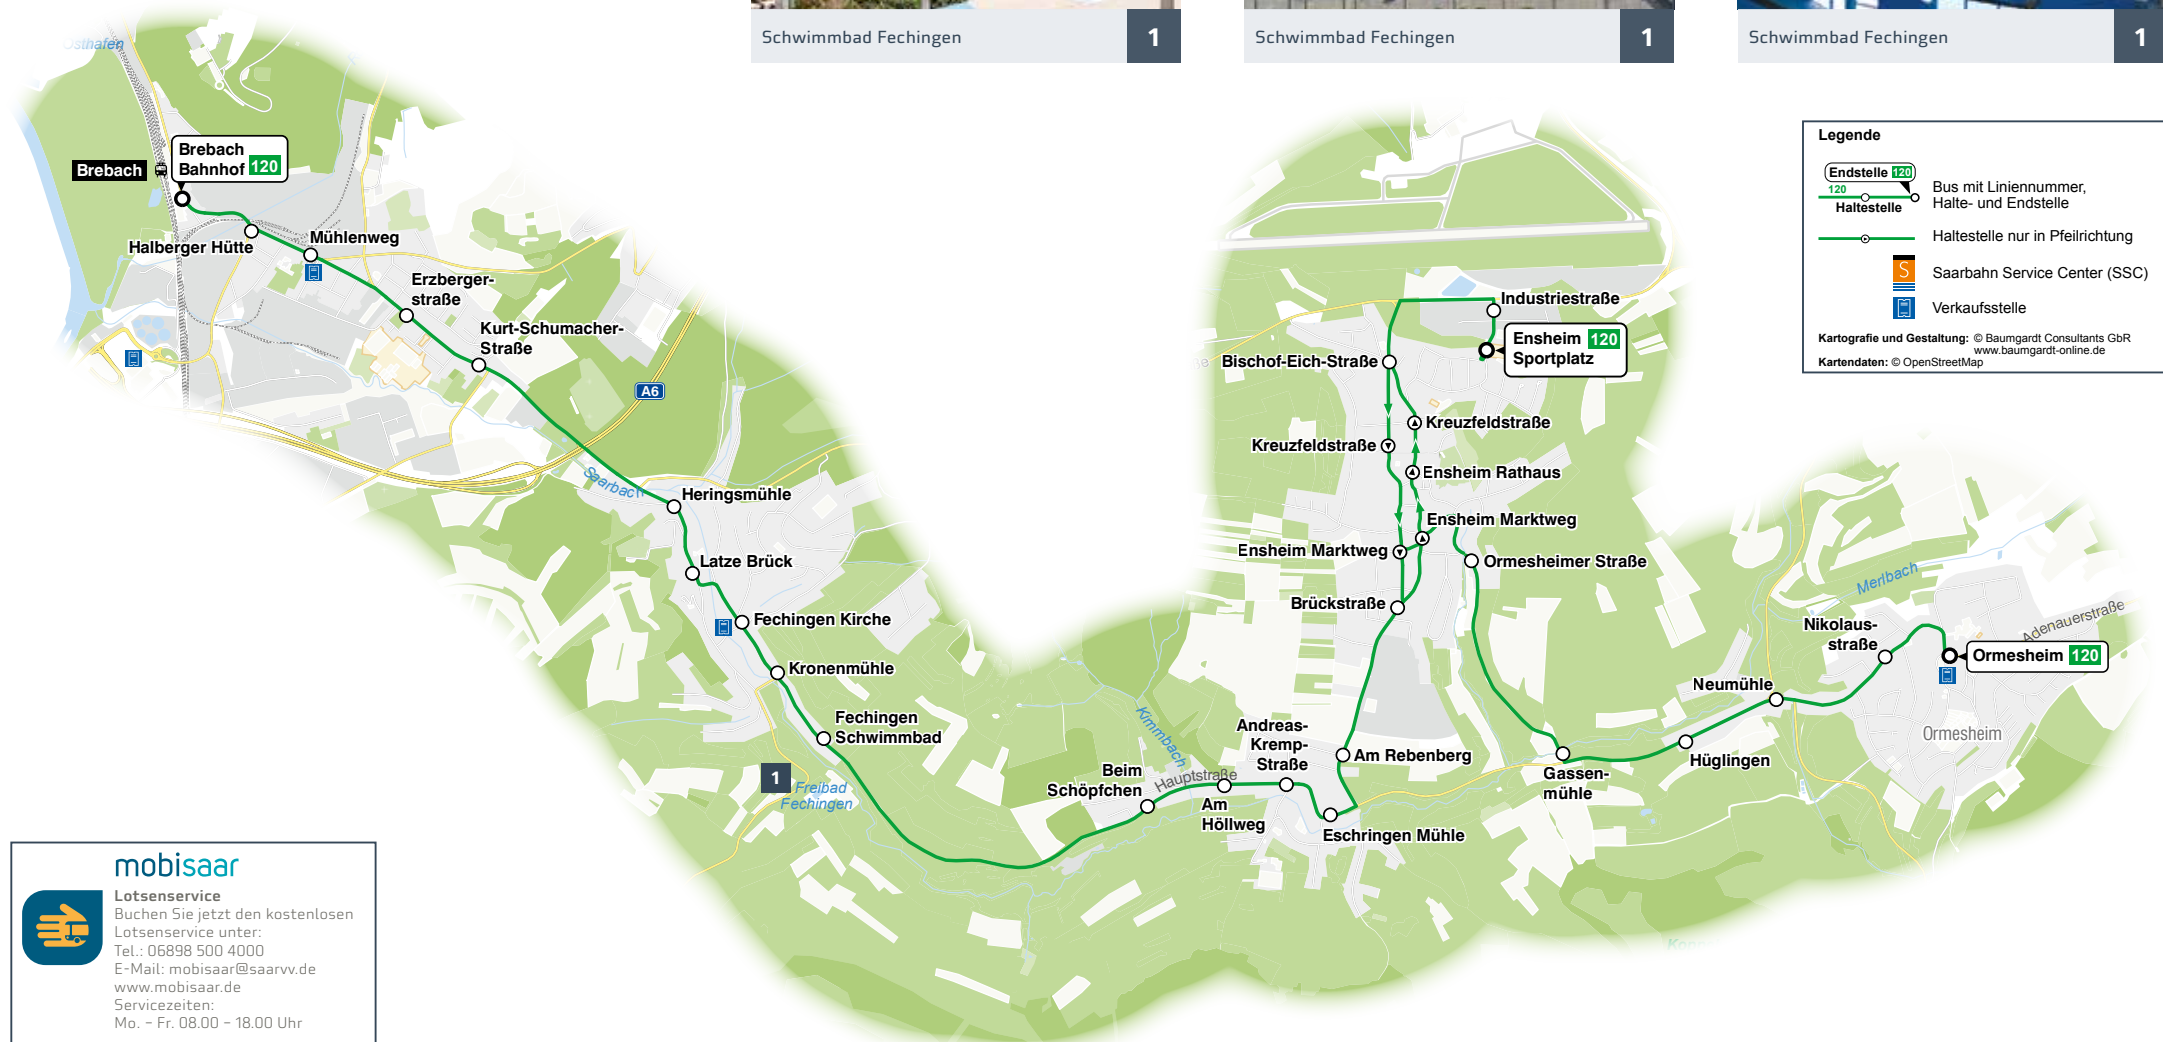 Schwimmbad Fechingen
1
Schwimmbad Fechingen
1
Schwimmbad Fechingen
1
Osthafen
Brebach
Brebach
Bahnhof 120
Halberger Hütte
Mühlenweg
Erzberger-
straße
Kurt-Schumacher-
Straße
A6
Saarbach
Heringsmühle
Latze Brück
Fechingen Kirche
Kronenmühle
Fechingen
Schwimmbad
1
Freibad
Fechingen
Beim
Schöpfchen
Hauptstraße
Kimmbach
Am
Höllweg
Andreas-
Kremp-
Straße
Eschringen Mühle
Am Rebenberg
Brückstraße
Ensheim Marktweg
Ensheim Marktweg
Ensheim Rathaus
Kreuzfeldstraße
Kreuzfeldstraße
Bischof-Eich-Straße
Industriestraße
Ensheim 120
Sportplatz
Ormesheimer Straße
Gassen-
mühle
Hüglingen
Neumühle
Nikolaus-
straße
Merlbach
Adenauerstraße
Ormesheim 120
Ormesheim
Legende
Endstelle 120
120
Haltestelle
Bus mit Liniennummer,
Halte- und Endstelle
Haltestelle nur in Pfeilrichtung
S
Saarbahn Service Center (SSC)
Verkaufsstelle
Kartografie und Gestaltung: © Baumgardt Consultants GbR
www.baumgardt-online.de
Kartendaten: © OpenStreetMap
mobisaar
Lotsenservice
Buchen Sie jetzt den kostenlosen
Lotsenservice unter:
Tel.: 06898 500 4000
E-Mail: mobisaar@saarvv.de
www.mobisaar.de
Servicezeiten:
Mo. – Fr. 08.00 – 18.00 Uhr